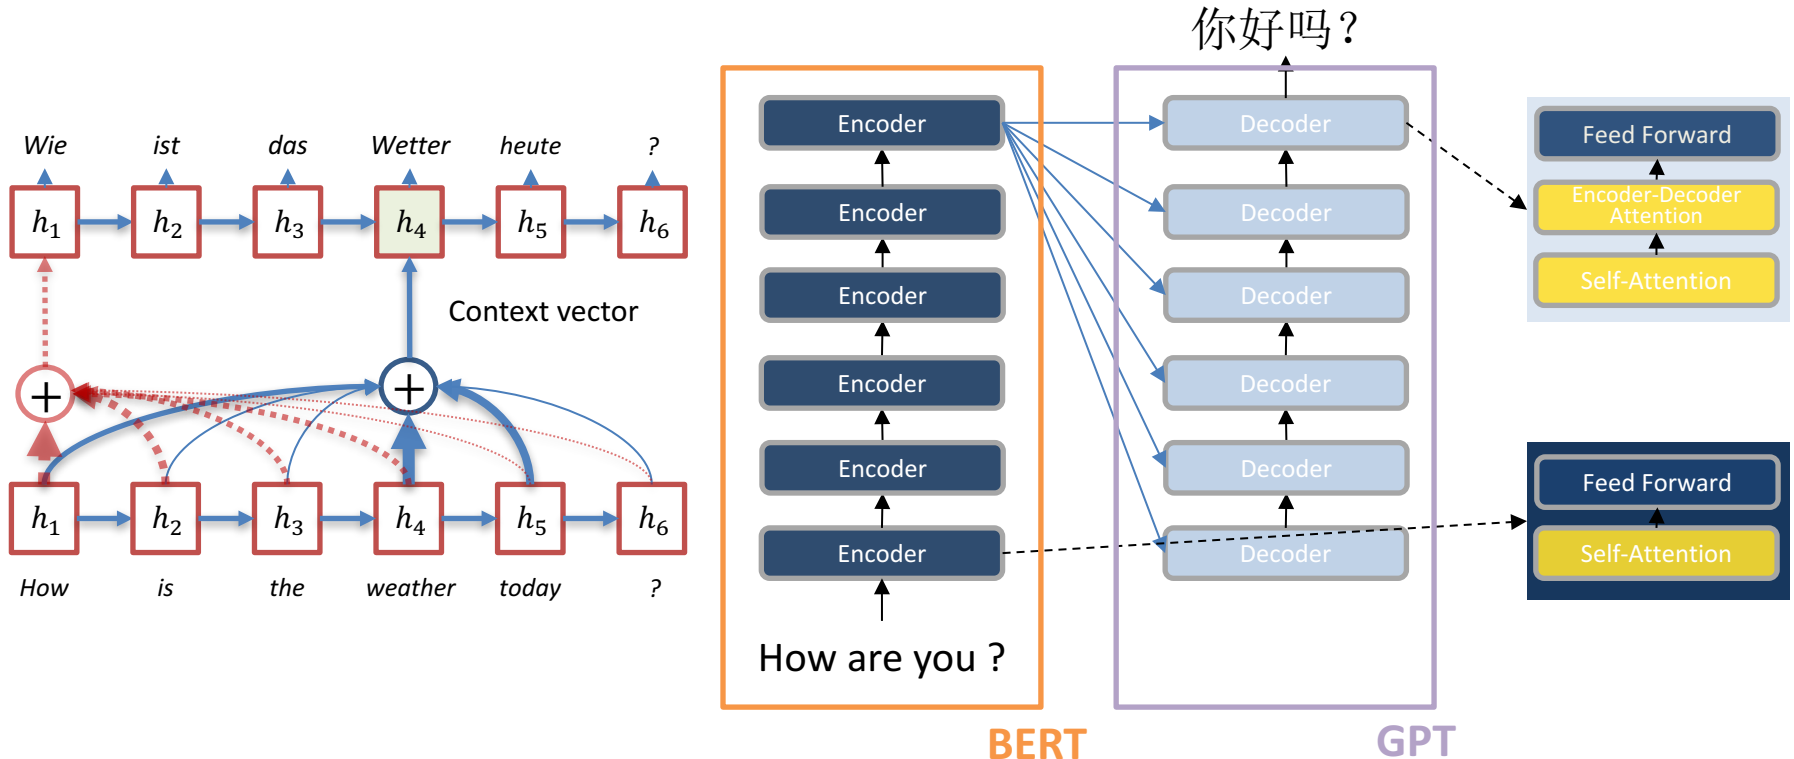 Wie ist das Wetter heute ?
h₁ h₂ h₃ h₄ h₅ h₆
Context vector
+ +
h₁ h₂ h₃ h₄ h₅ h₆
How is the weather today ?
你好吗?
Encoder
Encoder
Encoder
Encoder
Encoder
Encoder
How are you ?
BERT
Decoder
Decoder
Decoder
Decoder
Decoder
Decoder
GPT
Feed Forward
Encoder-Decoder
Attention
Self-Attention
Feed Forward
Self-Attention